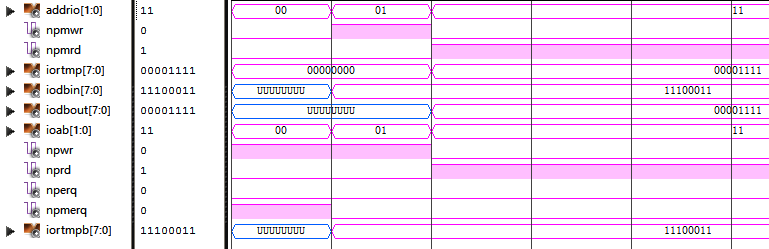 addrio[1:0] 11 00 01 11
npmwr 0
npmrd 1
iortmp[7:0] 00001111 00000000 00001111
iodbin[7:0] 11100011 UUUUUUUU 11100011
iodbout[7:0] 00001111 UUUUUUUU 00001111
ioab[1:0] 11 00 01 11
npwr 0
nprd 1
nperq 0
npmerq 0
iortmpb[7:0] 11100011 UUUUUUUU 11100011